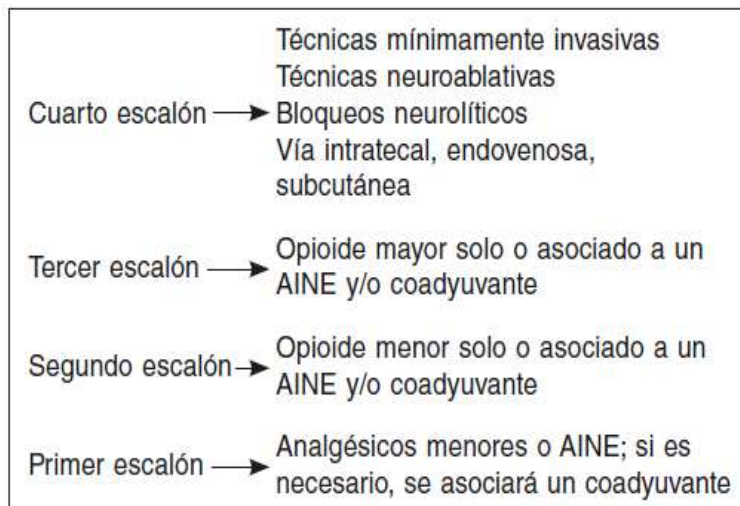 Cuarto escalón
Técnicas mínimamente invasivas
Técnicas neuroablativas
Bloqueos neurolíticos
Vía intratecal, endovenosa,
subcutánea
Tercer escalón
Opioide mayor solo o asociado a un
AINE y/o coadyuvante
Segundo escalón
Opioide menor solo o asociado a un
AINE y/o coadyuvante
Primer escalón
Analgésicos menores o AINE; si es
necesario, se asociará un coadyuvante